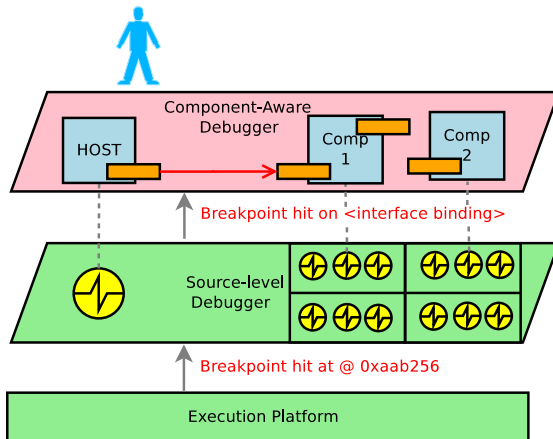 Component-Aware
Debugger
HOST
Comp
1
Comp
2
Breakpoint hit on <interface binding>
Source-level
Debugger
Breakpoint hit at @ 0xaab256
Execution Platform